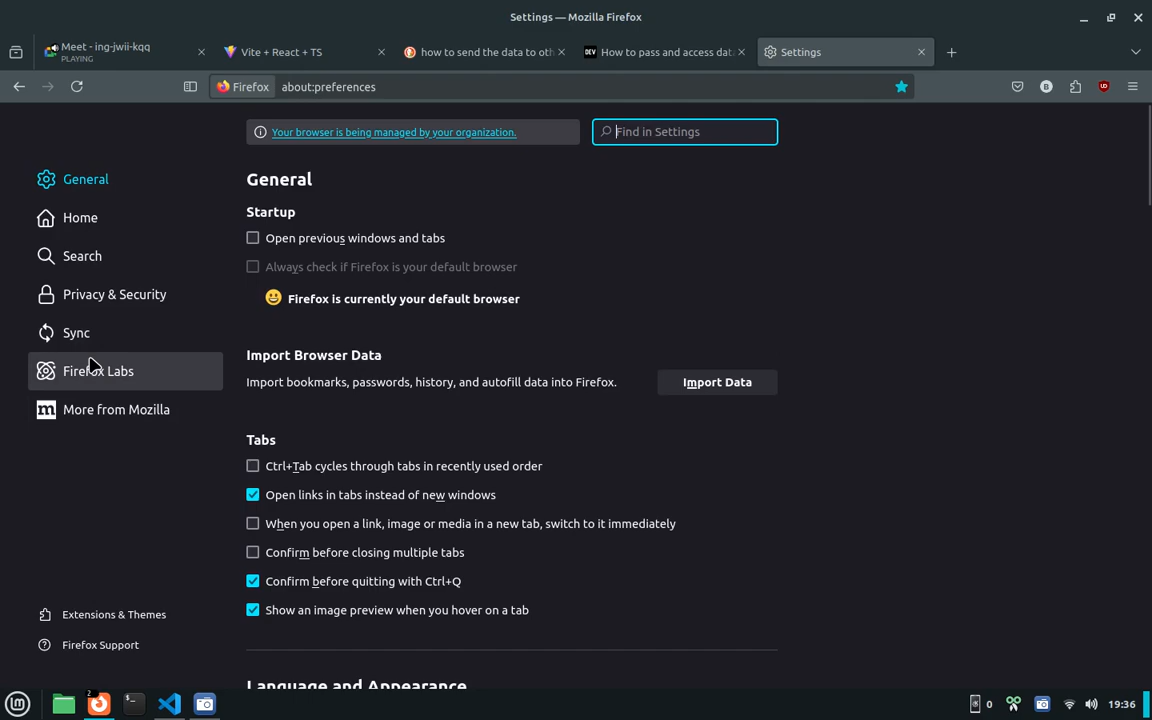 Settings — Mozilla Firefox
Meet - ing-jwii-kqq
PLAYING
Vite + React + TS
how to send the data to oth
DEV
How to pass and access dat
Settings
Firefox
about:preferences
Your browser is being managed by your organization.
Find in Settings
General
Home
Search
Privacy & Security
Sync
Firefox Labs
More from Mozilla
Extensions & Themes
Firefox Support
General
Startup
Open previous windows and tabs
Always check if Firefox is your default browser
Firefox is currently your default browser
Import Browser Data
Import bookmarks, passwords, history, and autofill data into Firefox.
Import Data
Tabs
Ctrl+Tab cycles through tabs in recently used order
Open links in tabs instead of new windows
When you open a link, image or media in a new tab, switch to it immediately
Confirm before closing multiple tabs
Confirm before quitting with Ctrl+Q
Show an image preview when you hover on a tab
Language and Appearance
2
0
19:36